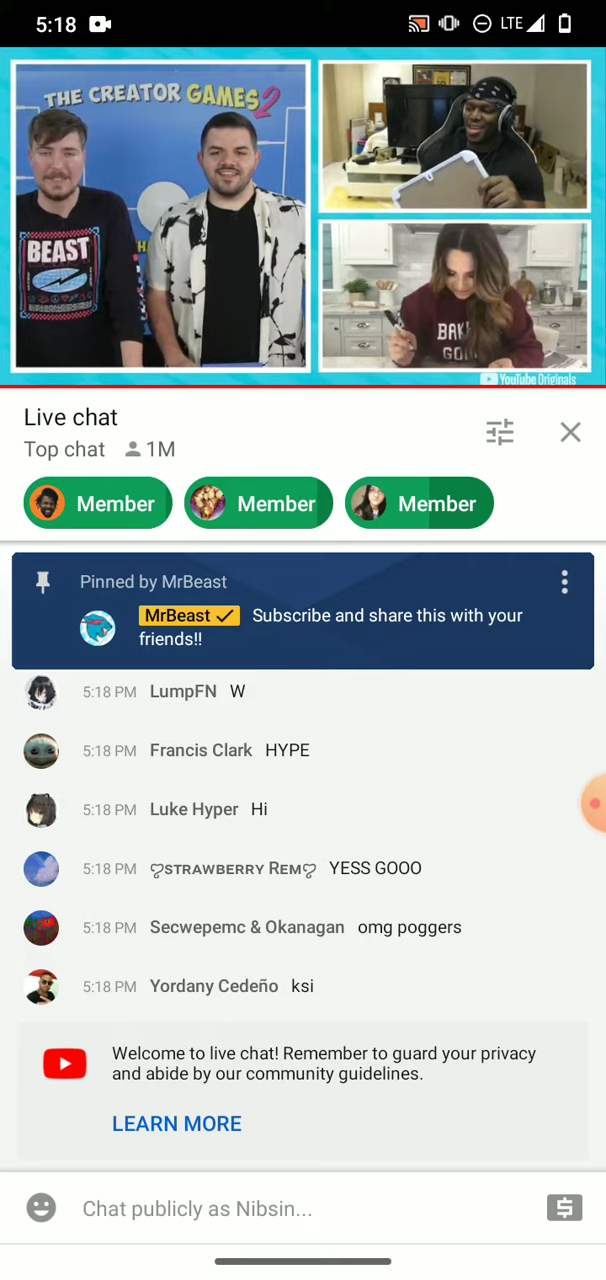 5:18
LTE
THE CREATOR GAMES 2
BEAST
YouTube Originals
Live chat
Top chat 1M
Member Member Member
Pinned by MrBeast
MrBeast Subscribe and share this with your
friends!!
5:18 PM LumpFN W
5:18 PM Francis Clark HYPE
5:18 PM Luke Hyper Hi
5:18 PM ღSTRAWBERRY REMღ YESS GOOO
5:18 PM Secwepemc & Okanagan omg poggers
5:18 PM Yordany Cedeño ksi
Welcome to live chat! Remember to guard your privacy
and abide by our community guidelines.
LEARN MORE
Chat publicly as Nibsin...